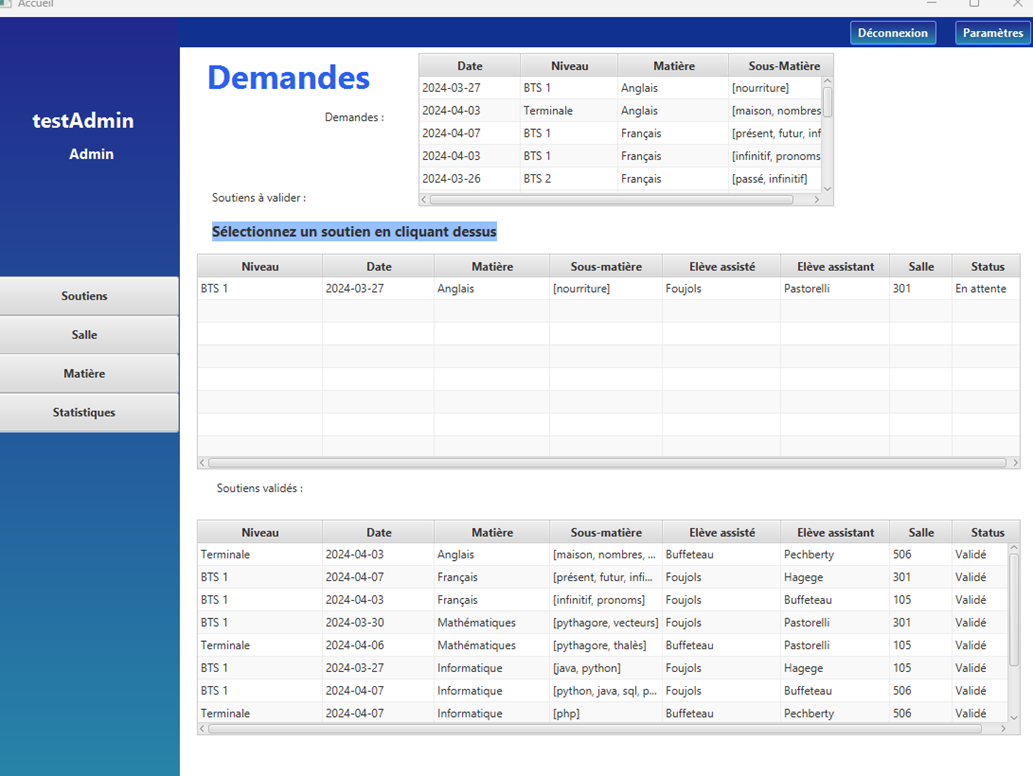 Accueil
Déconnexion Paramètres
testAdmin
Admin
Soutiens
Salle
Matière
Statistiques
Demandes
Demandes :
Date Niveau Matière Sous-Matière
2024-03-27 BTS 1 Anglais [nourriture]
2024-04-03 Terminale Anglais [maison, nombres
2024-04-07 BTS 1 Français [présent, futur, inf
2024-04-03 BTS 1 Français [infinitif, pronoms
2024-03-26 BTS 2 Français [passé, infinitif]
Soutiens à valider :
Sélectionnez un soutien en cliquant dessus
Niveau Date Matière Sous-matière Elève assisté Elève assistant Salle Status
BTS 1 2024-03-27 Anglais [nourriture] Foujols Pastorelli 301 En attente
Soutiens validés :
Niveau Date Matière Sous-matière Elève assisté Elève assistant Salle Status
Terminale 2024-04-03 Anglais [maison, nombres, ... Buffeteau Pechberty 506 Validé
BTS 1 2024-04-07 Français [présent, futur, infi... Foujols Hagege 301 Validé
BTS 1 2024-04-03 Français [infinitif, pronoms] Foujols Buffeteau 105 Validé
BTS 1 2024-03-30 Mathématiques [pythagore, vecteurs] Foujols Pastorelli 301 Validé
Terminale 2024-04-06 Mathématiques [pythagore, thalès] Buffeteau Pastorelli 105 Validé
BTS 1 2024-03-27 Informatique [java, python] Foujols Hagege 105 Validé
BTS 1 2024-04-07 Informatique [python, java, sql, p... Foujols Buffeteau 506 Validé
Terminale 2024-04-07 Informatique [php] Buffeteau Pechberty 506 Validé